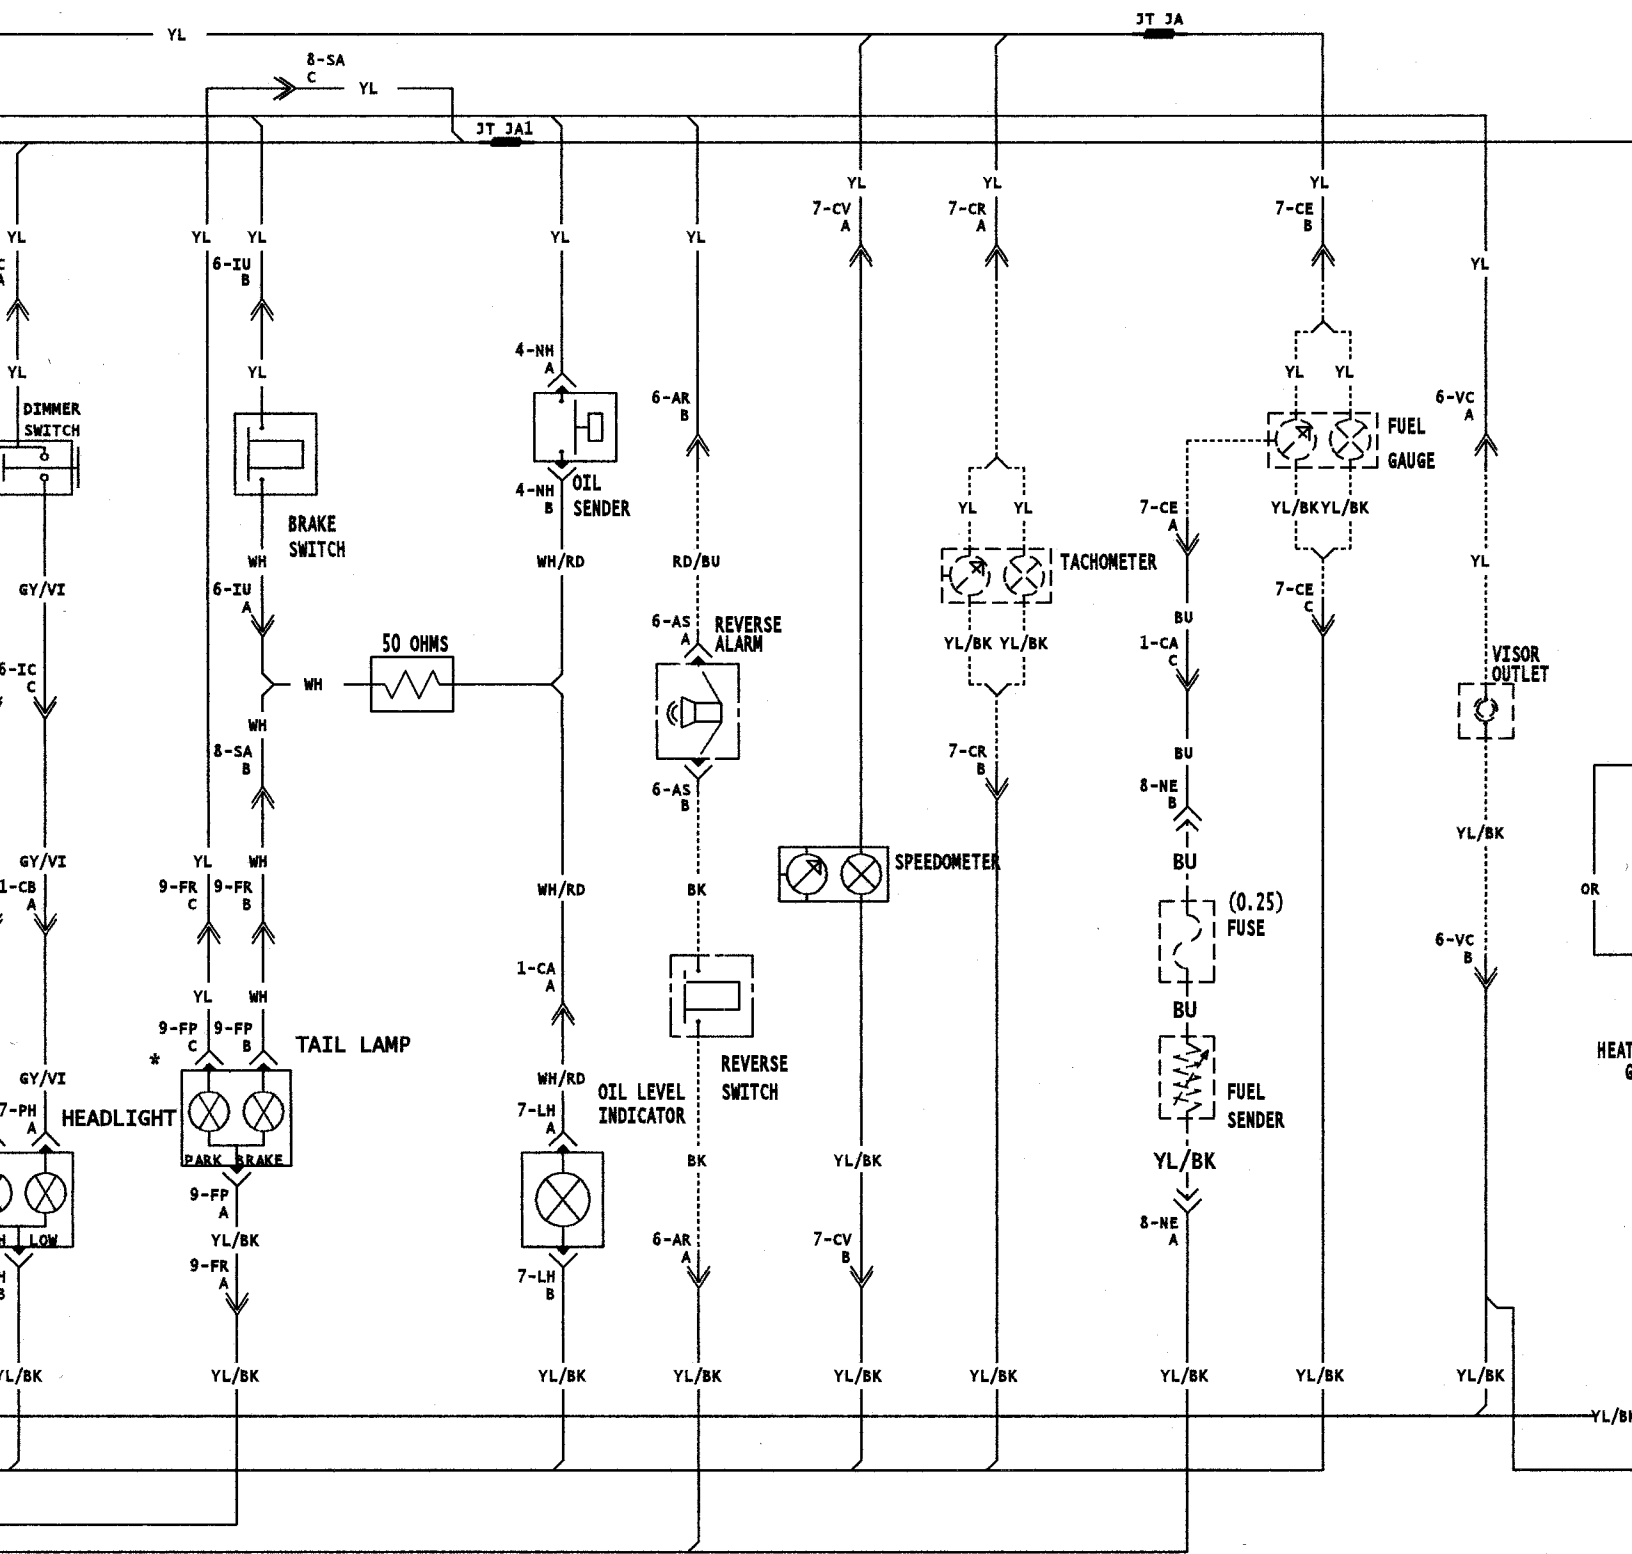 JT JA
YL
8-SA
C
YL
JT JA1
YL
YL
YL
7-CV
A
7-CR
A
7-CE
B
YL
YL
YL
YL
YL
C
A
6-IU
B
YL
4-NH
A
YL
YL
YL
YL
6-AR
B
6-VC
A
DIMMER
SWITCH
FUEL
GAUGE
4-NH
B
OIL
SENDER
YL
YL
7-CE
A
YL/BK
YL/BK
BRAKE
SWITCH
WH
WH/RD
RD/BU
TACHOMETER
YL
GY/VI
6-IU
A
7-CE
C
6-AS
A
REVERSE
ALARM
BU
50 OHMS
YL/BK
YL/BK
1-CA
C
VISOR
OUTLET
6-IC
C
WH
WH
8-SA
B
7-CR
B
BU
6-AS
B
8-NE
B
YL/BK
GY/VI
YL
WH
SPEEDOMETER
BU
1-CB
A
9-FR
C
9-FR
B
WH/RD
BK
OR
(0.25)
FUSE
6-VC
B
1-CA
A
YL
WH
BU
9-FP
C
9-FP
B
TAIL LAMP
*
HEAT
G
REVERSE
SWITCH
GY/VI
WH/RD
OIL LEVEL
INDICATOR
FUEL
SENDER
7-PH
A
HEADLIGHT
7-LH
A
PARK
BRAKE
BK
YL/BK
YL/BK
9-FP
A
8-NE
A
H
LOW
YL/BK
6-AR
A
7-CV
B
9-FR
A
7-LH
B
H
B
YL/BK
YL/BK
YL/BK
YL/BK
YL/BK
YL/BK
YL/BK
YL/BK
YL/BK
YL/BK